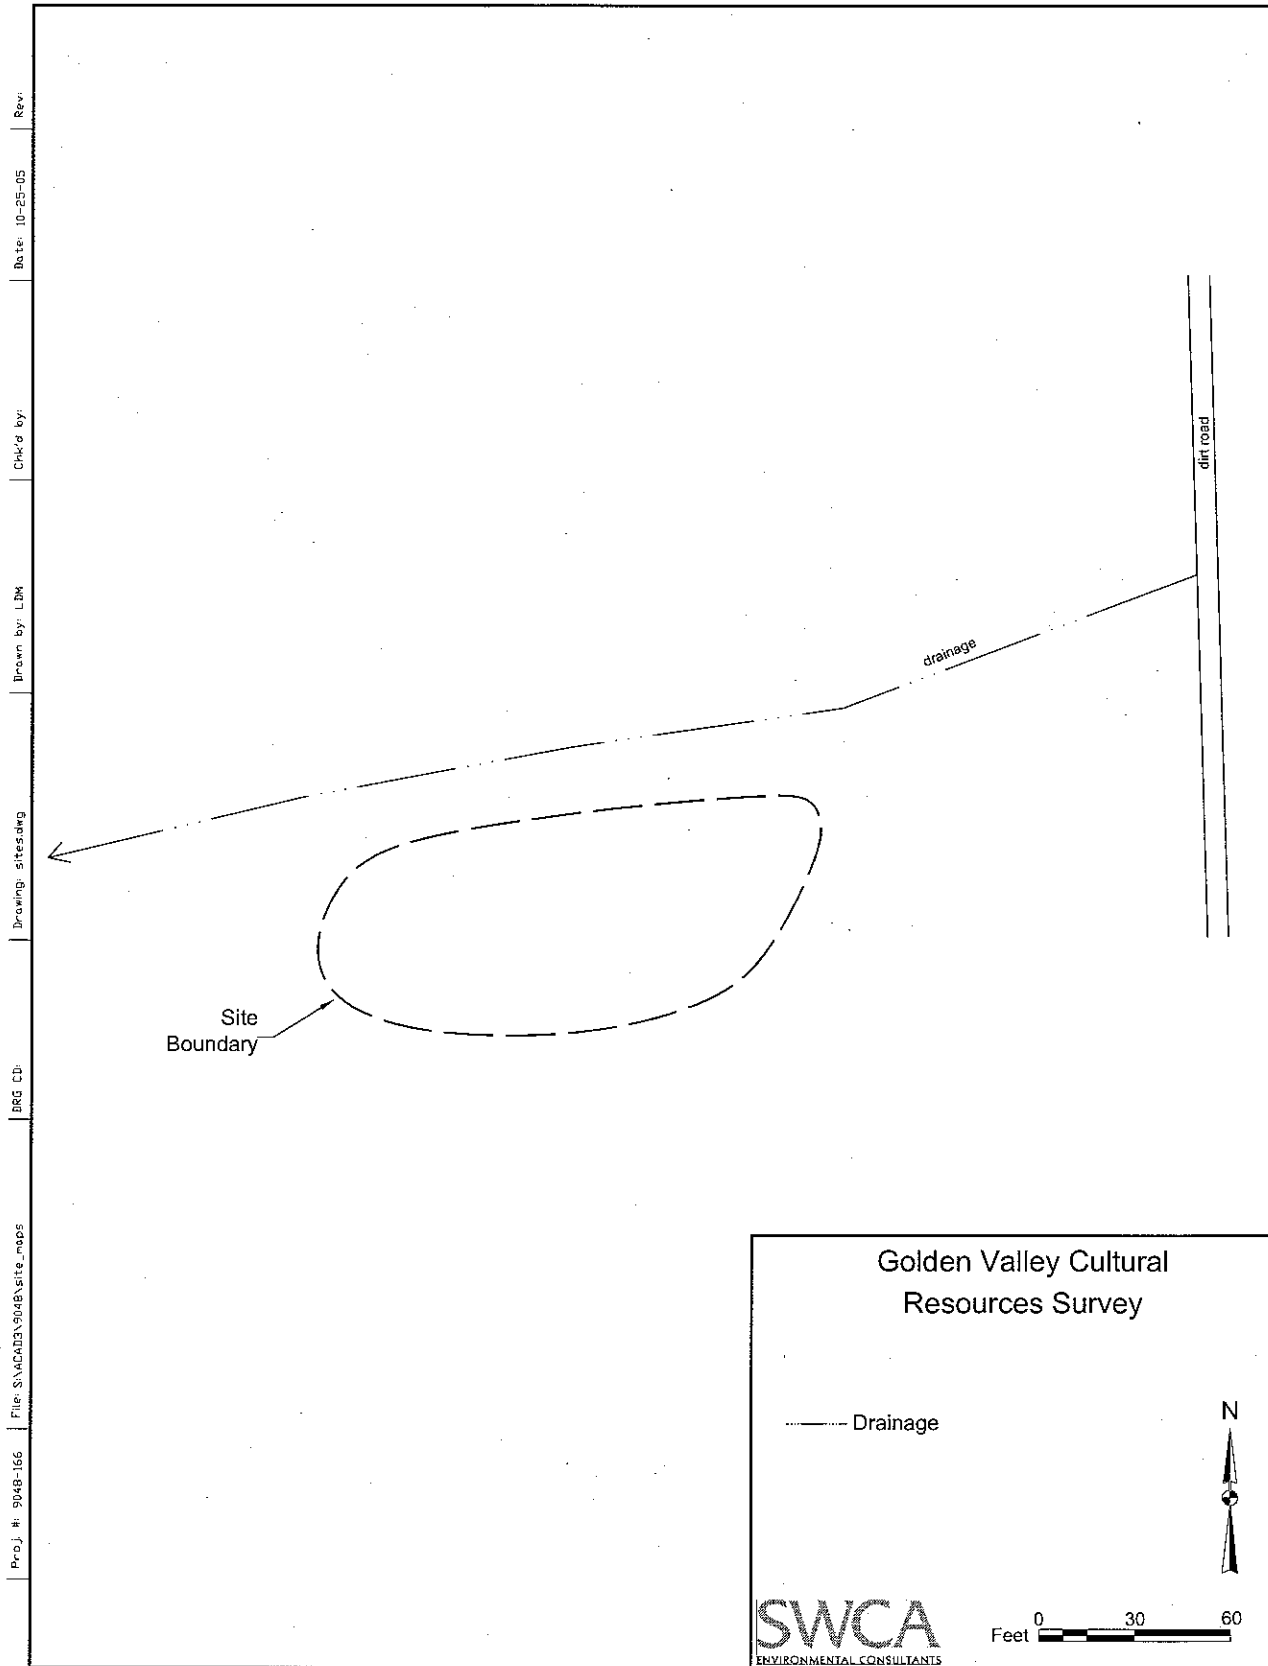 Rev:
Date: 10-25-05
Chk'd by:
Drawn by: LDM
Drawing: sites.dwg
DRG CD:
File: S:\ACAD3\9048\site_maps
Proj. #: 9048-166
dirt road
drainage
Site
Boundary
Golden Valley Cultural
Resources Survey
Drainage
N
SWCA
ENVIRONMENTAL CONSULTANTS
Feet 0 30 60